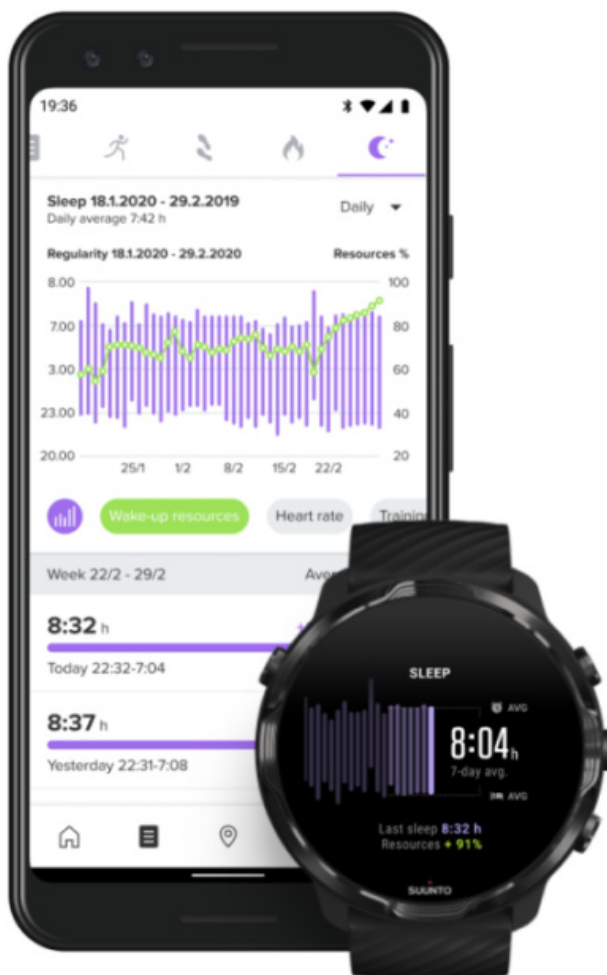 19:36
Sleep 18.1.2020 - 29.2.2019
Daily average 7:42 h
Daily
Regularity 18.1.2020 - 29.2.2020
Resources %
8.00
100
7.00
80
3.00
60
23.00
40
20.00
20
25/1 1/2 8/2 15/2 22/2
Wake-up resources
Heart rate
Training
Week 22/2 - 29/2
Aver
8:32 h
Today 22:32-7:04
8:37 h
Yesterday 22:31-7:08
SLEEP
AVG
8:04 h
7-day avg.
AVG
Last sleep 8:32 h
Resources + 91%
SUUNTO